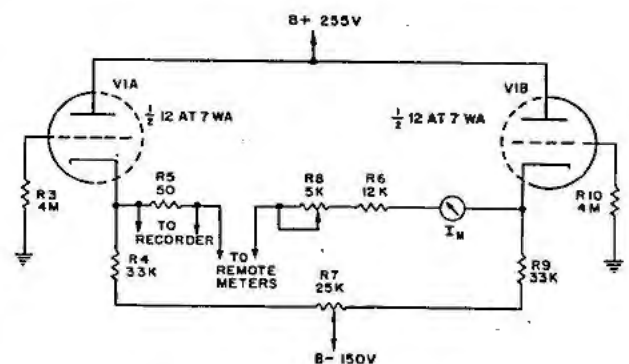 B+ 255V
V1A
V1B
½ 12 AT 7 WA
½ 12 AT 7 WA
R3
4M
R5
50
R8
5K
R6
12K
R10
4M
I_M
TO
RECORDER
TO
REMOTE
METERS
R4
33K
R7
25K
R9
33K
B- 150V